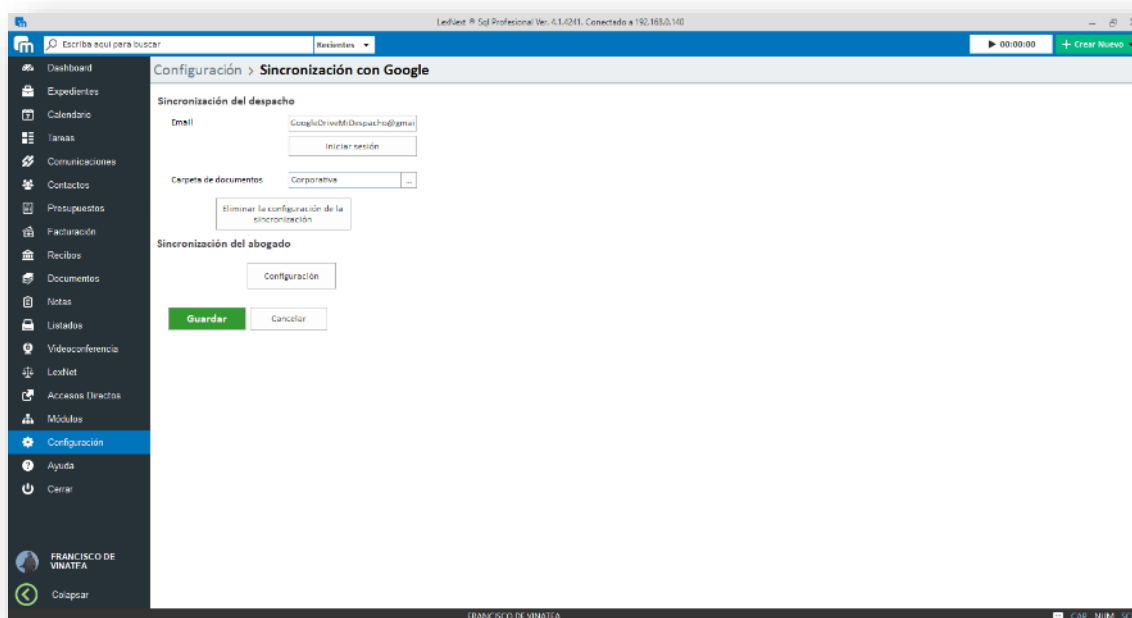 LexNext ® Sql Profesional Ver. 4.1.4241. Conectado a 192.168.0.140
Escriba aquí para buscar
Recientes
00:00:00
+ Crear Nuevo
Dashboard
Expedientes
Calendario
Tareas
Comunicaciones
Contactos
Presupuestos
Facturación
Recibos
Documentos
Notas
Listados
Videoconferencia
LexNet
Accesos Directos
Módulos
Configuración
Ayuda
Cerrar
FRANCISCO DE
VINATEA
Colapsar
Configuración > Sincronización con Google
Sincronización del despacho
Email
GoogleDriveMiDespacho@gmai
Iniciar sesión
Carpeta de documentos
Corporativa
...
Eliminar la configuración de la
sincronización
Sincronización del abogado
Configuración
Guardar
Cancelar
FRANCISCO DE VINATEA
CAP NUM SC